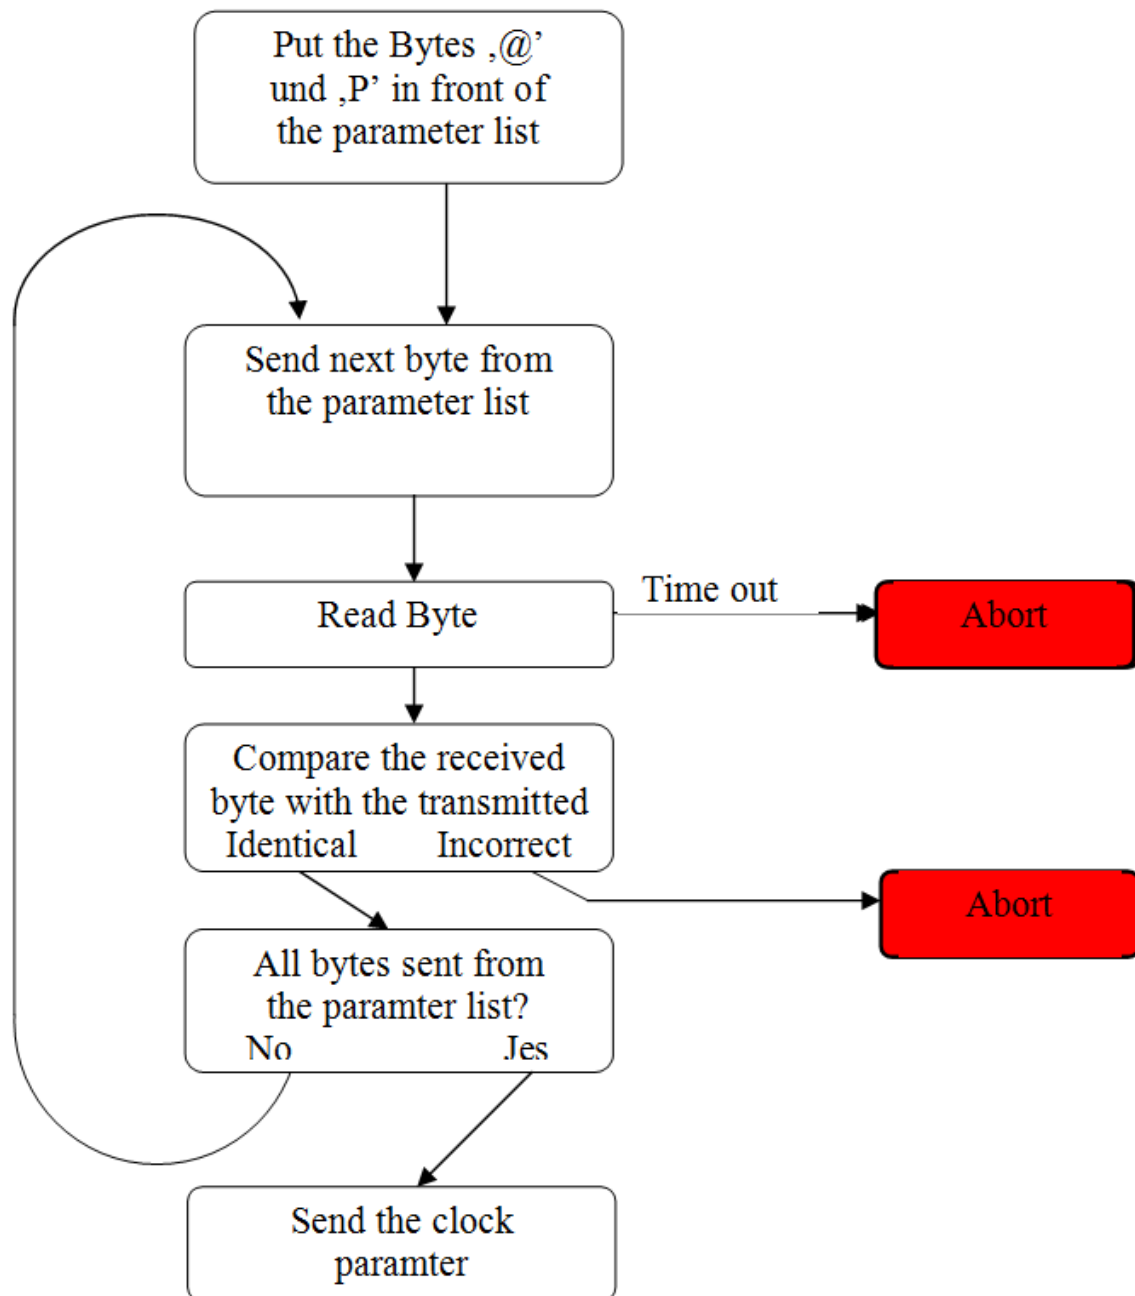 Put the Bytes ‚@’
und ‚P’ in front of
the parameter list
Send next byte from
the parameter list
Read Byte
Time out
Abort
Compare the received
byte with the transmitted
Identical Incorrect
Abort
All bytes sent from
the paramter list?
No Jes
Send the clock
paramter